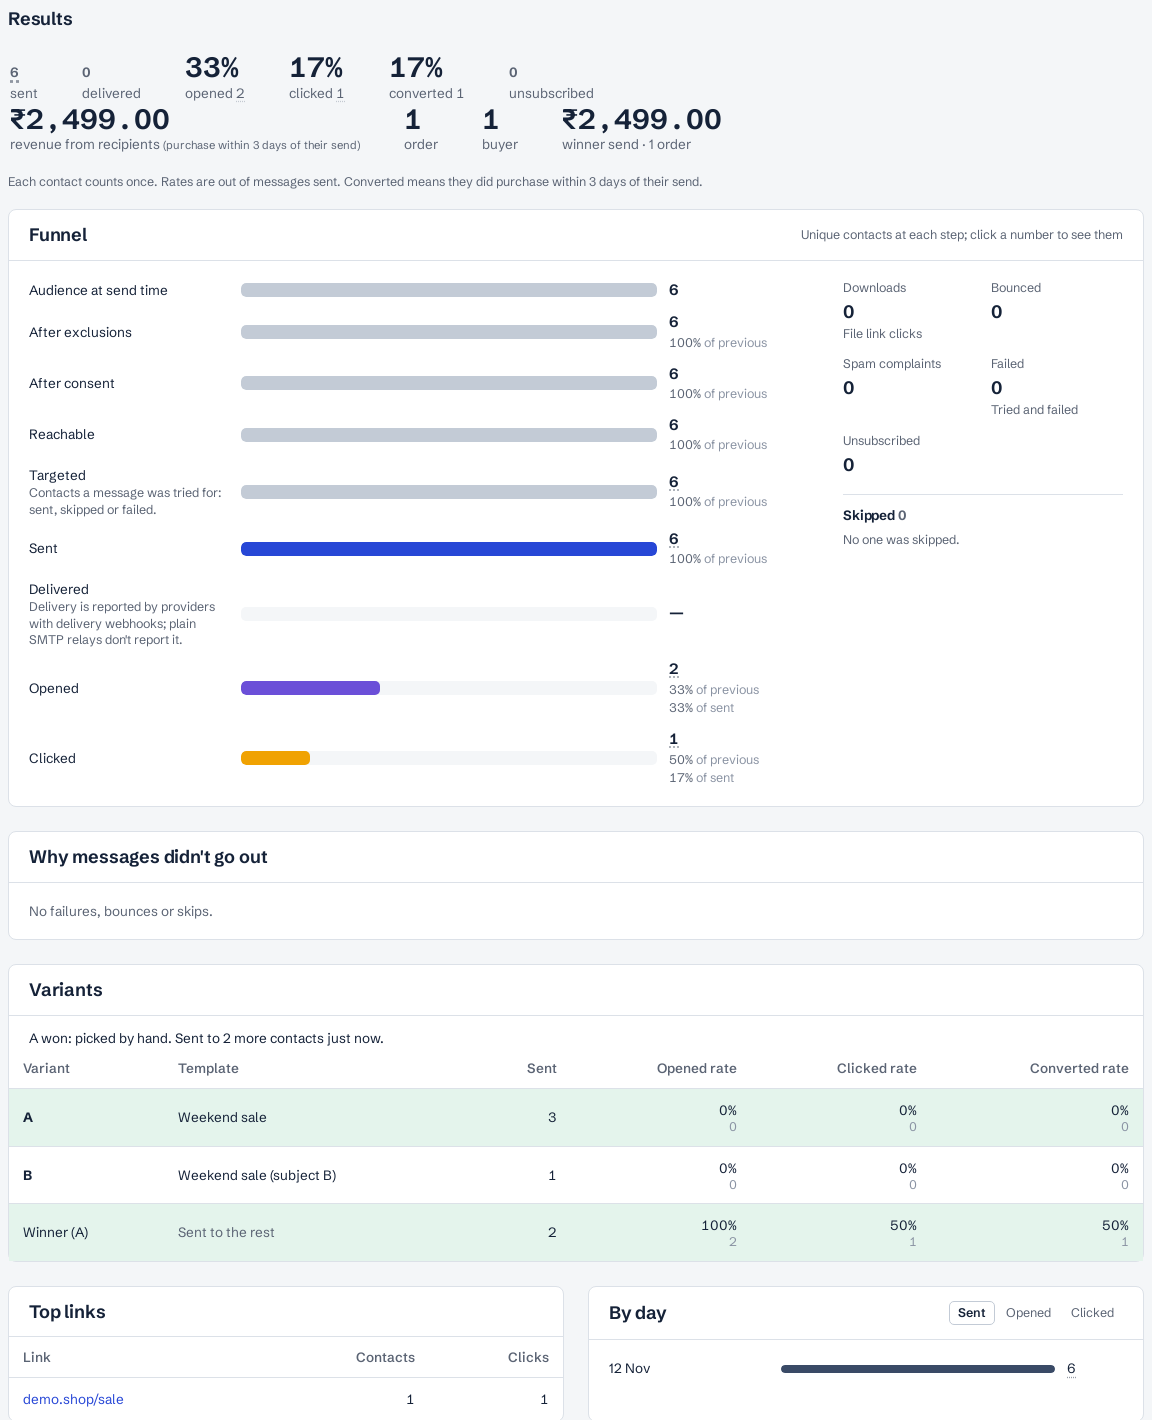 Results
6 0 33% 17% 17% 0
sent delivered opened 2 clicked 1 converted 1 unsubscribed
₹2,499.00 1 1 ₹2,499.00
revenue from recipients (purchase within 3 days of their send) order buyer winner send · 1 order
Each contact counts once. Rates are out of messages sent. Converted means they did purchase within 3 days of their send.
Funnel
Unique contacts at each step; click a number to see them
Audience at send time 6
After exclusions 6
100% of previous
After consent 6
100% of previous
Reachable 6
100% of previous
Targeted
Contacts a message was tried for:
sent, skipped or failed.
6
100% of previous
Sent 6
100% of previous
Delivered
Delivery is reported by providers
with delivery webhooks; plain
SMTP relays don't report it.
—
Opened 2
33% of previous
33% of sent
Clicked 1
50% of previous
17% of sent
Downloads
0
File link clicks
Bounced
0
Spam complaints
0
Failed
0
Tried and failed
Unsubscribed
0
Skipped 0
No one was skipped.
Why messages didn't go out
No failures, bounces or skips.
Variants
A won: picked by hand. Sent to 2 more contacts just now.
Variant Template Sent Opened rate Clicked rate Converted rate
A Weekend sale 3 0% 0% 0%
0 0 0
B Weekend sale (subject B) 1 0% 0% 0%
0 0 0
Winner (A) Sent to the rest 2 100% 50% 50%
2 1 1
Top links
Link Contacts Clicks
demo.shop/sale 1 1
By day
Sent Opened Clicked
12 Nov 6